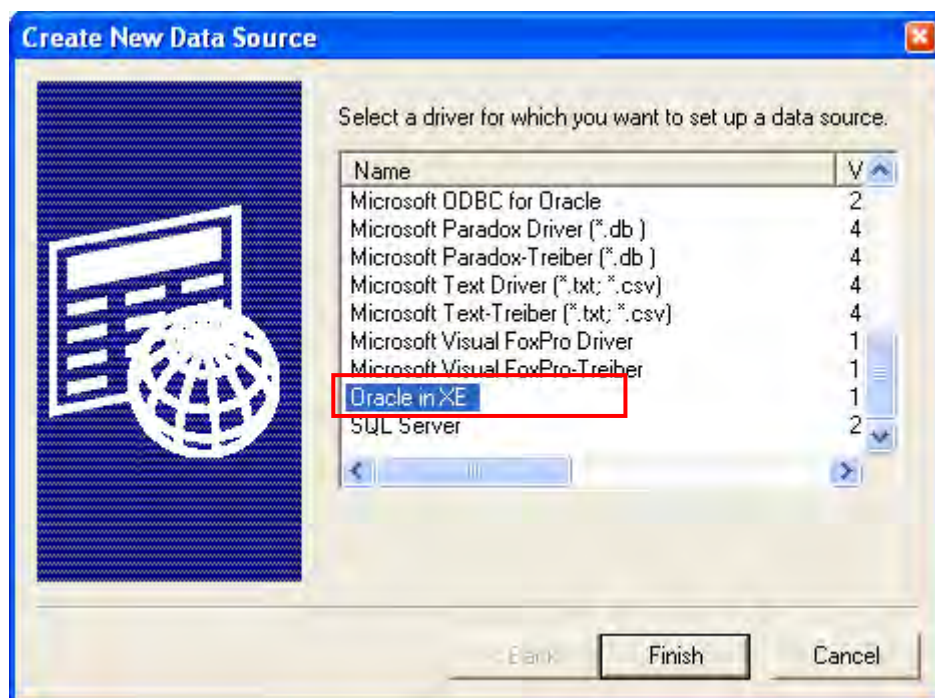 Create New Data Source
Select a driver for which you want to set up a data source.
Name V
Microsoft ODBC for Oracle 2
Microsoft Paradox Driver (*.db ) 4
Microsoft Paradox-Treiber (*.db ) 4
Microsoft Text Driver (*.txt; *.csv) 4
Microsoft Text-Treiber (*.txt; *.csv) 4
Microsoft Visual FoxPro Driver 1
Microsoft Visual FoxPro-Treiber 1
Oracle in XE 1
SQL Server 2
< Back Finish Cancel